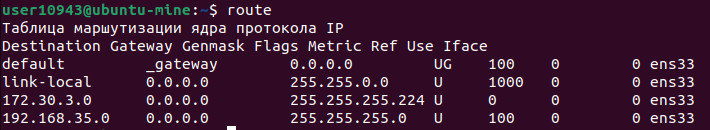 user10943@ubuntu-mine:~$ route
Таблица маршутизации ядра протокола IP
Destination Gateway Genmask Flags Metric Ref Use Iface
default _gateway 0.0.0.0 UG 100 0 0 ens33
link-local 0.0.0.0 255.255.0.0 U 1000 0 0 ens33
172.30.3.0 0.0.0.0 255.255.255.224 U 0 0 0 ens33
192.168.35.0 0.0.0.0 255.255.255.0 U 100 0 0 ens33